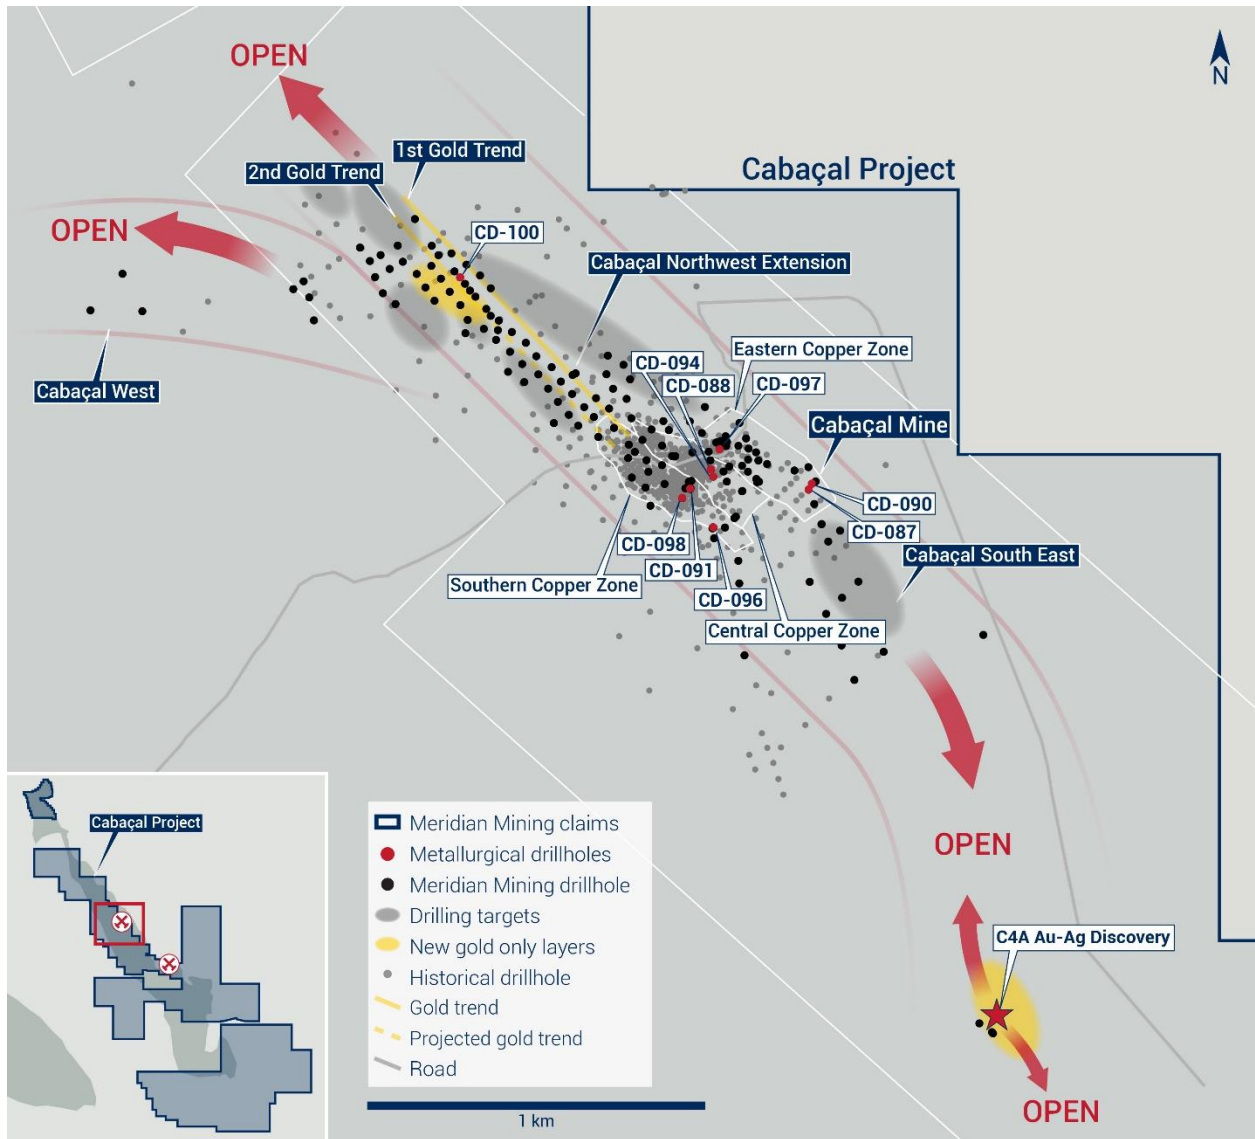 OPEN
N
1st Gold Trend
Cabaçal Project
2nd Gold Trend
OPEN
CD-100
Cabaçal Northwest Extension
Eastern Copper Zone
CD-094
CD-088
CD-097
Cabaçal West
Cabaçal Mine
CD-090
CD-087
CD-098
Cabaçal South East
CD-091
Southern Copper Zone
CD-096
Central Copper Zone
OPEN
C4A Au-Ag Discovery
OPEN
Cabaçal Project
Meridian Mining claims
Metallurgical drillholes
Meridian Mining drillhole
Drilling targets
New gold only layers
Historical drillhole
Gold trend
Projected gold trend
Road
1 km